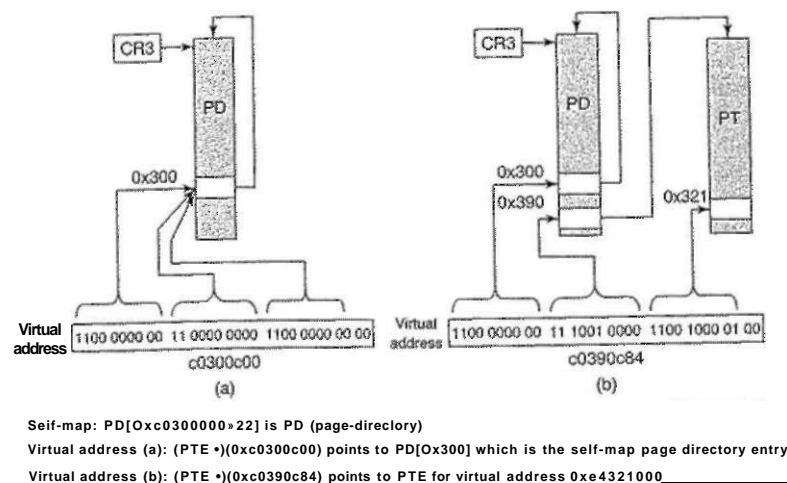 CR3
PD
0x300
Virtual address
1100 0000 00 11 0000 0000 1100 0000 00 00
c0300c00
(a)
CR3
PD
PT
0x300
0x390
0x321
Virtual address
1100 0000 00 11 1001 0000 1100 1000 01 00
c0390c84
(b)
Seif-map: PD[Oxc0300000»22] is PD (page-direclory)
Virtual address (a): (PTE •)(0xc0300c00) points to PD[Ox300] which is the self-map page directory entry
Virtual address (b): (PTE •)(0xc0390c84) points to PTE for virtual address 0xe4321000